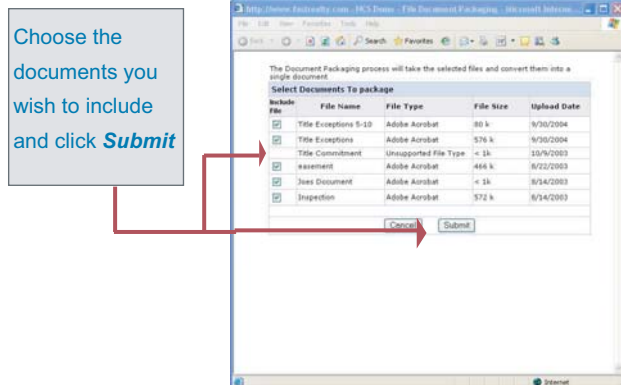 Choose the
documents you
wish to include
and click Submit
http://www.fastrealty.com - NCS Demo - File Document Packaging - Microsoft Internet...
File Edit View Favorites Tools Help
Search Favorites
The Document Packaging process will take the selected files and convert them into a
single document
Select Documents To package
Include File File Name File Type File Size Upload Date
Title Exceptions 5-10 Adobe Acrobat 80 k 9/30/2004
Title Exceptions Adobe Acrobat 576 k 9/30/2004
Title Commitment Unsupported File Type < 1k 10/9/2003
easement Adobe Acrobat 466 k 8/22/2003
Joes Document Adobe Acrobat < 1k 8/14/2003
Inspection Adobe Acrobat 572 k 8/14/2003
Cancel Submit
Internet